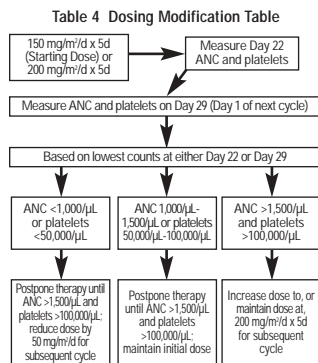 Table 4 Dosing Modification Table
150 mg/m²/d x 5d
(Starting Dose) or
200 mg/m²/d x 5d
Measure Day 22
ANC and platelets
Measure ANC and platelets on Day 29 (Day 1 of next cycle)
Based on lowest counts at either Day 22 or Day 29
ANC <1,000/µL
or platelets
<50,000/µL
ANC 1,000/µL-
1,500/µL or platelets
50,000/µL-100,000/µL
ANC >1,500/µL
and platelets
>100,000/µL
Postpone therapy until
ANC >1,500/µL and
platelets >100,000/µL;
reduce dose by
50 mg/m²/d for
subsequent cycle
Postpone therapy
until ANC >1,500/µL
and platelets
>100,000/µL;
maintain initial dose
Increase dose to, or
maintain dose at,
200 mg/m²/d x 5d
for subsequent
cycle